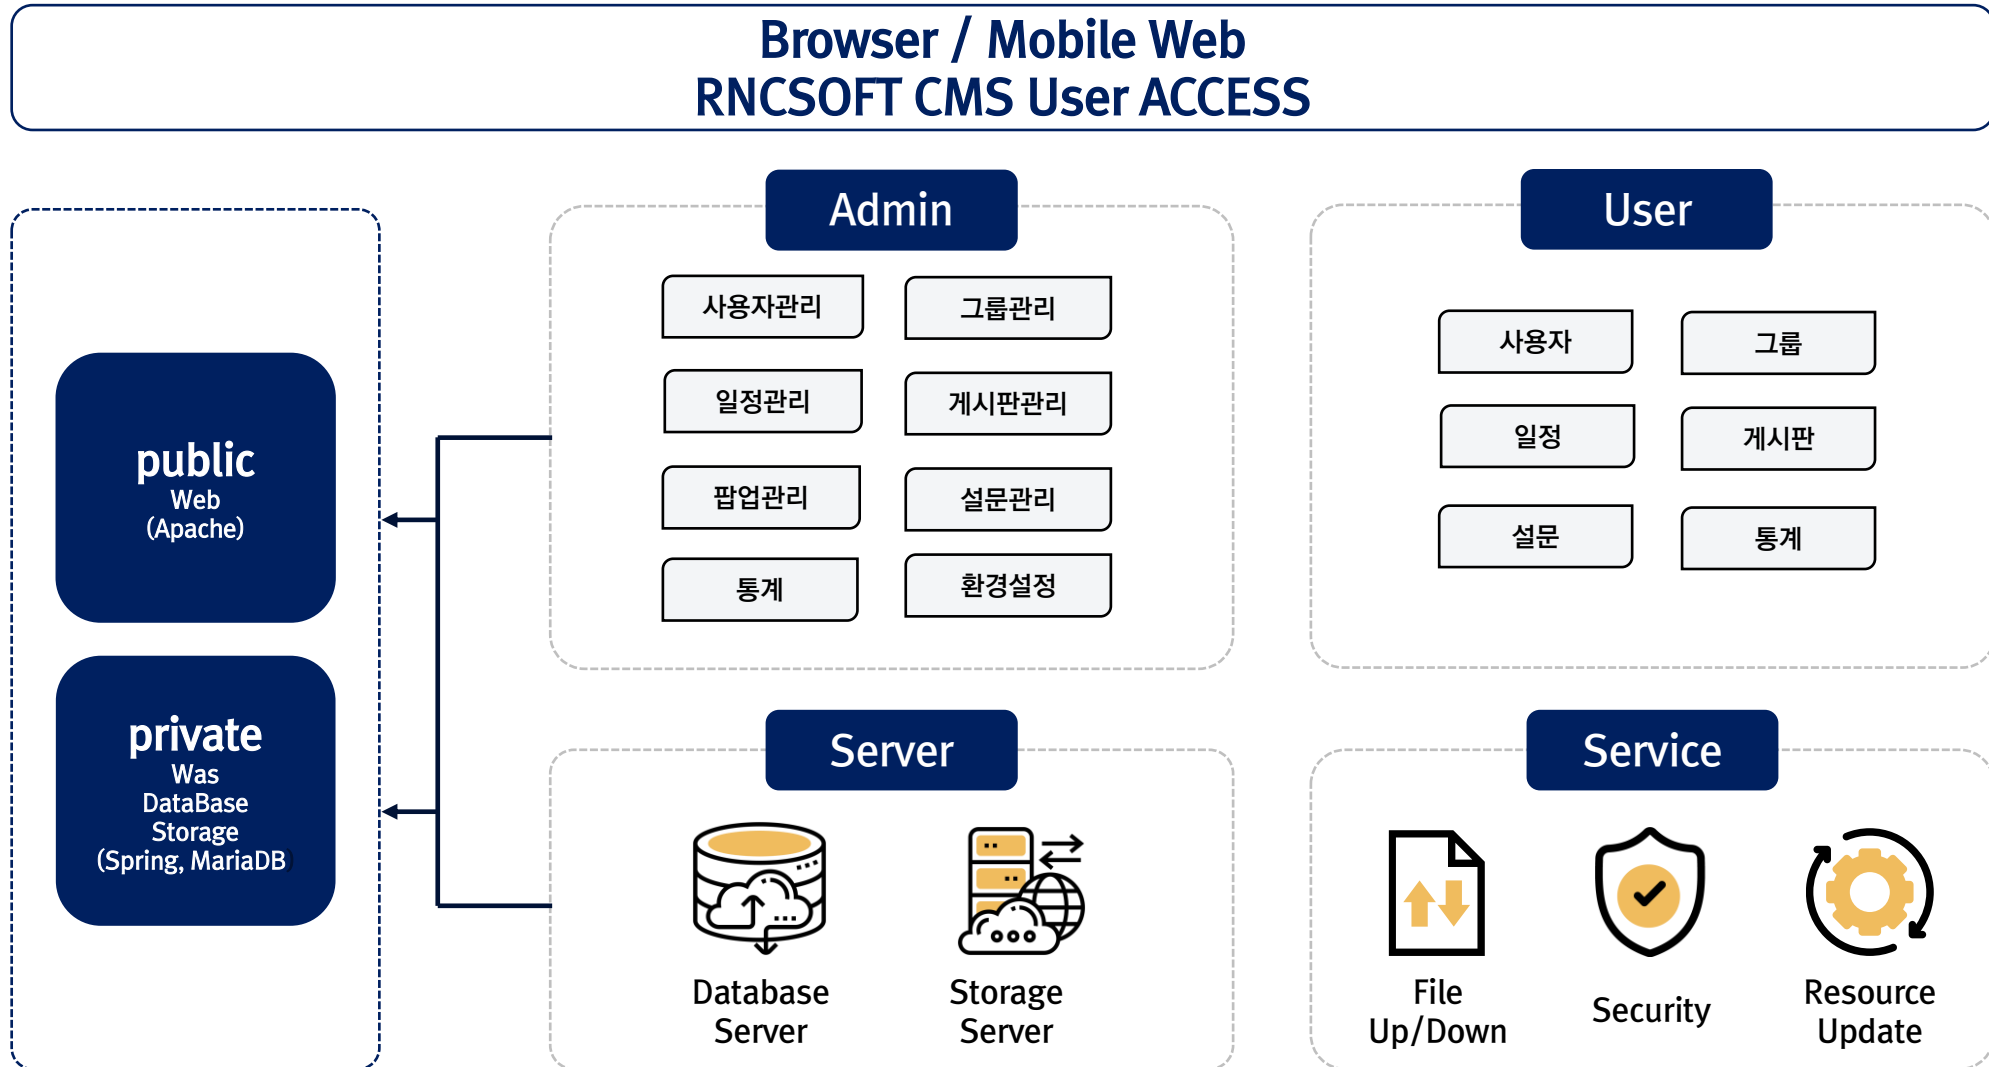 Browser / Mobile Web
RNCSOFT CMS User ACCESS
public
Web
(Apache)
private
Was
DataBase
Storage
(Spring, MariaDB)
Admin
사용자관리
그룹관리
일정관리
게시판관리
팝업관리
설문관리
통계
환경설정
User
사용자
그룹
일정
게시판
설문
통계
Server
Database
Server
Storage
Server
Service
File
Up/Down
Security
Resource
Update